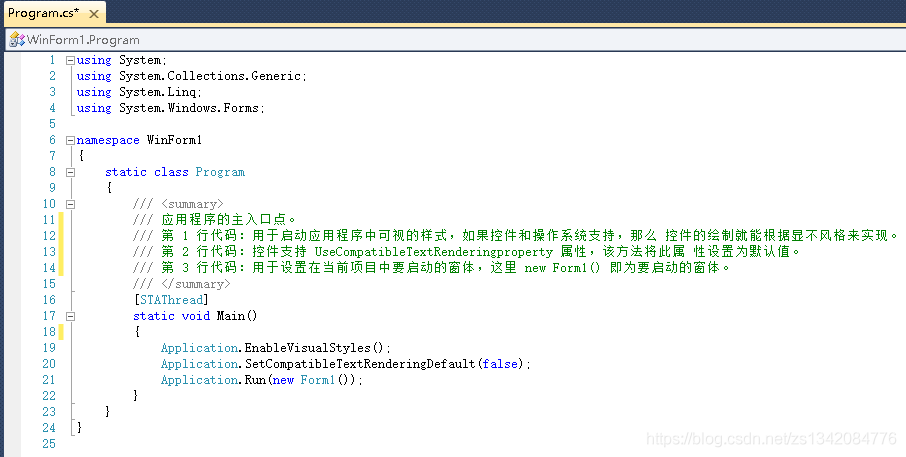 Program.cs*
WinForm1.Program
1 using System;
2 using System.Collections.Generic;
3 using System.Linq;
4 using System.Windows.Forms;
5
6 namespace WinForm1
7 {
8 static class Program
9 {
10 /// <summary>
11 /// 应用程序的主入口点。
12 /// 第 1 行代码：用于启动应用程序中可视的样式，如果控件和操作系统支持，那么 控件的绘制就能根据显不风格来实现。
13 /// 第 2 行代码：控件支持 UseCompatibleTextRenderingproperty 属性，该方法将此属 性设置为默认值。
14 /// 第 3 行代码：用于设置在当前项目中要启动的窗体，这里 new Form1() 即为要启动的窗体。
15 /// </summary>
16 [STAThread]
17 static void Main()
18 {
19 Application.EnableVisualStyles();
20 Application.SetCompatibleTextRenderingDefault(false);
21 Application.Run(new Form1());
22 }
23 }
24 }
25
https://blog.csdn.net/zs1342084776